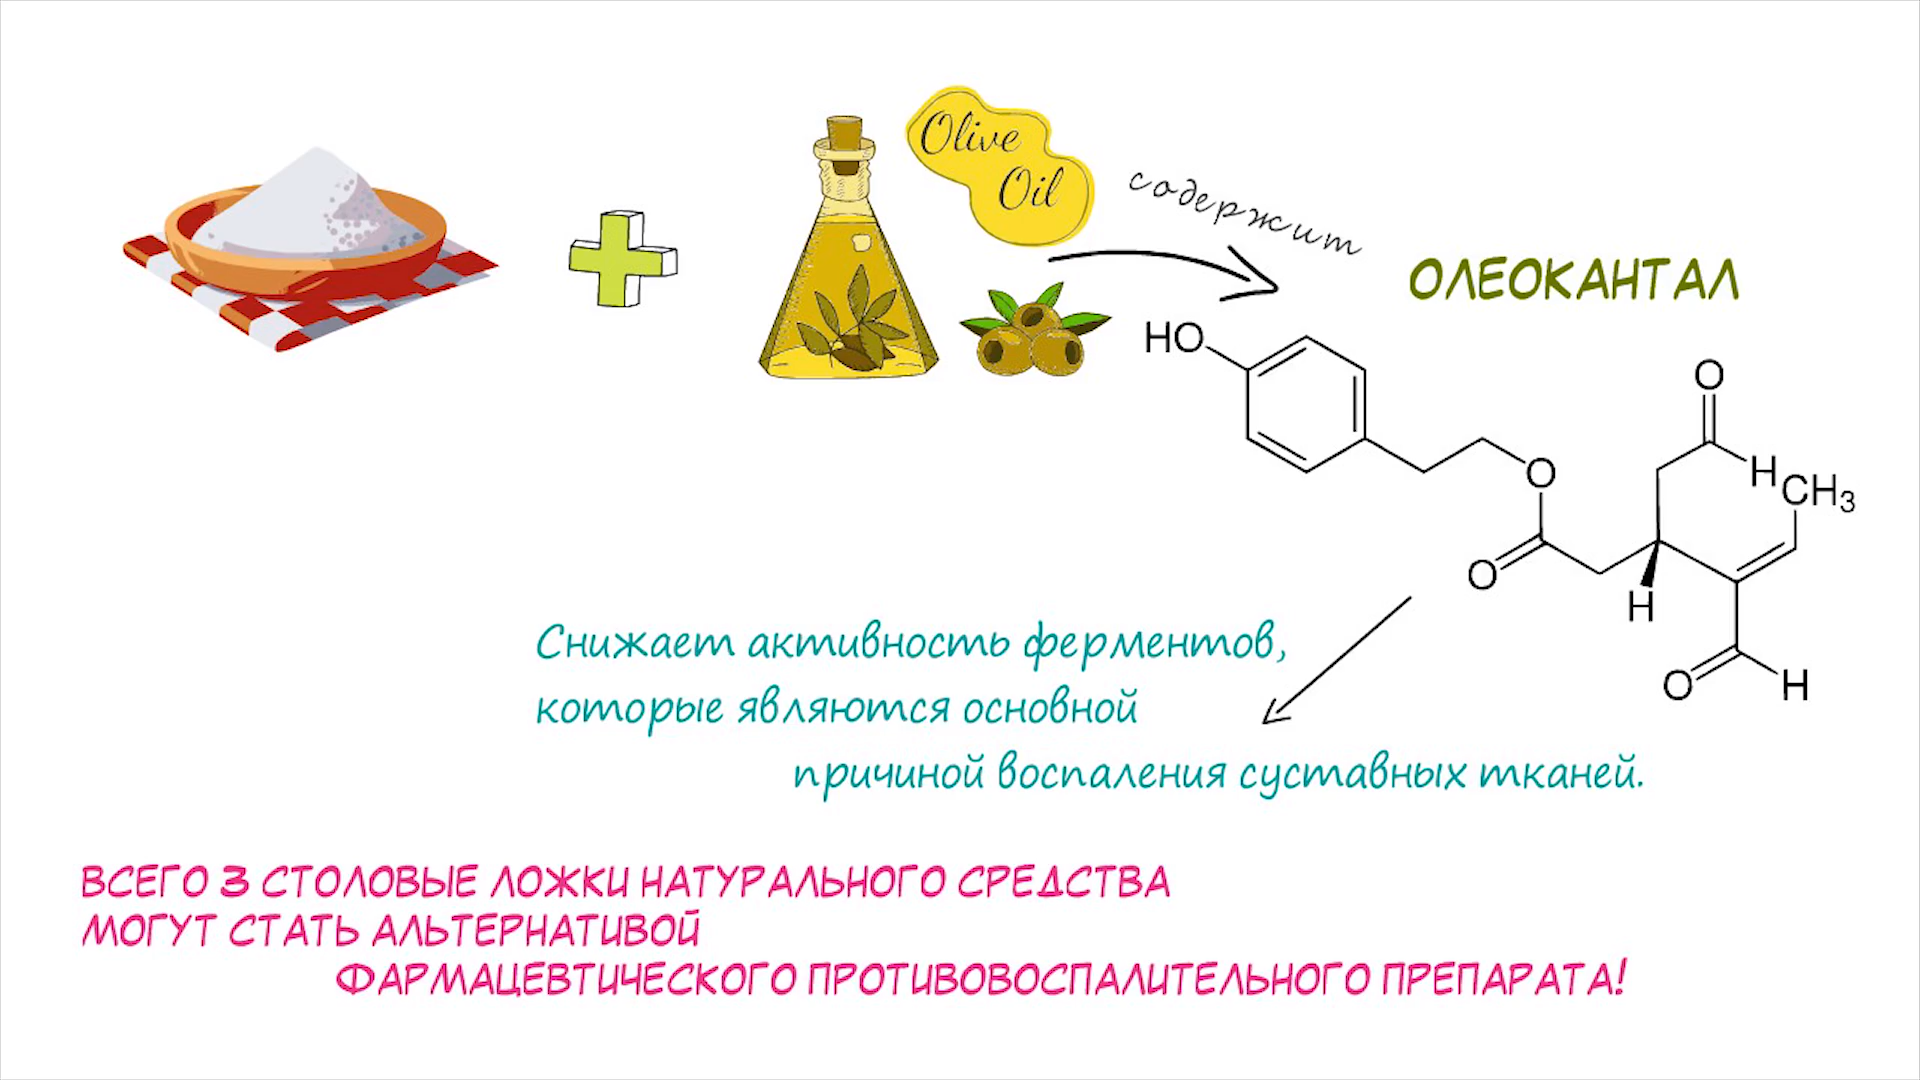 Olive
Oil
содержит
ОЛЕОКАНТАЛ
HO
O
H
CH3
O
O
H
O
H
Снижает активность ферментов,
которые являются основной
причиной воспаления суставных тканей.
ВСЕГО 3 СТОЛОВЫЕ ЛОЖКИ НАТУРАЛЬНОГО СРЕДСТВА
МОГУТ СТАТЬ АЛЬТЕРНАТИВОЙ
ФАРМАЦЕВТИЧЕСКОГО ПРОТИВОВОСПАЛИТЕЛЬНОГО ПРЕПАРАТА!